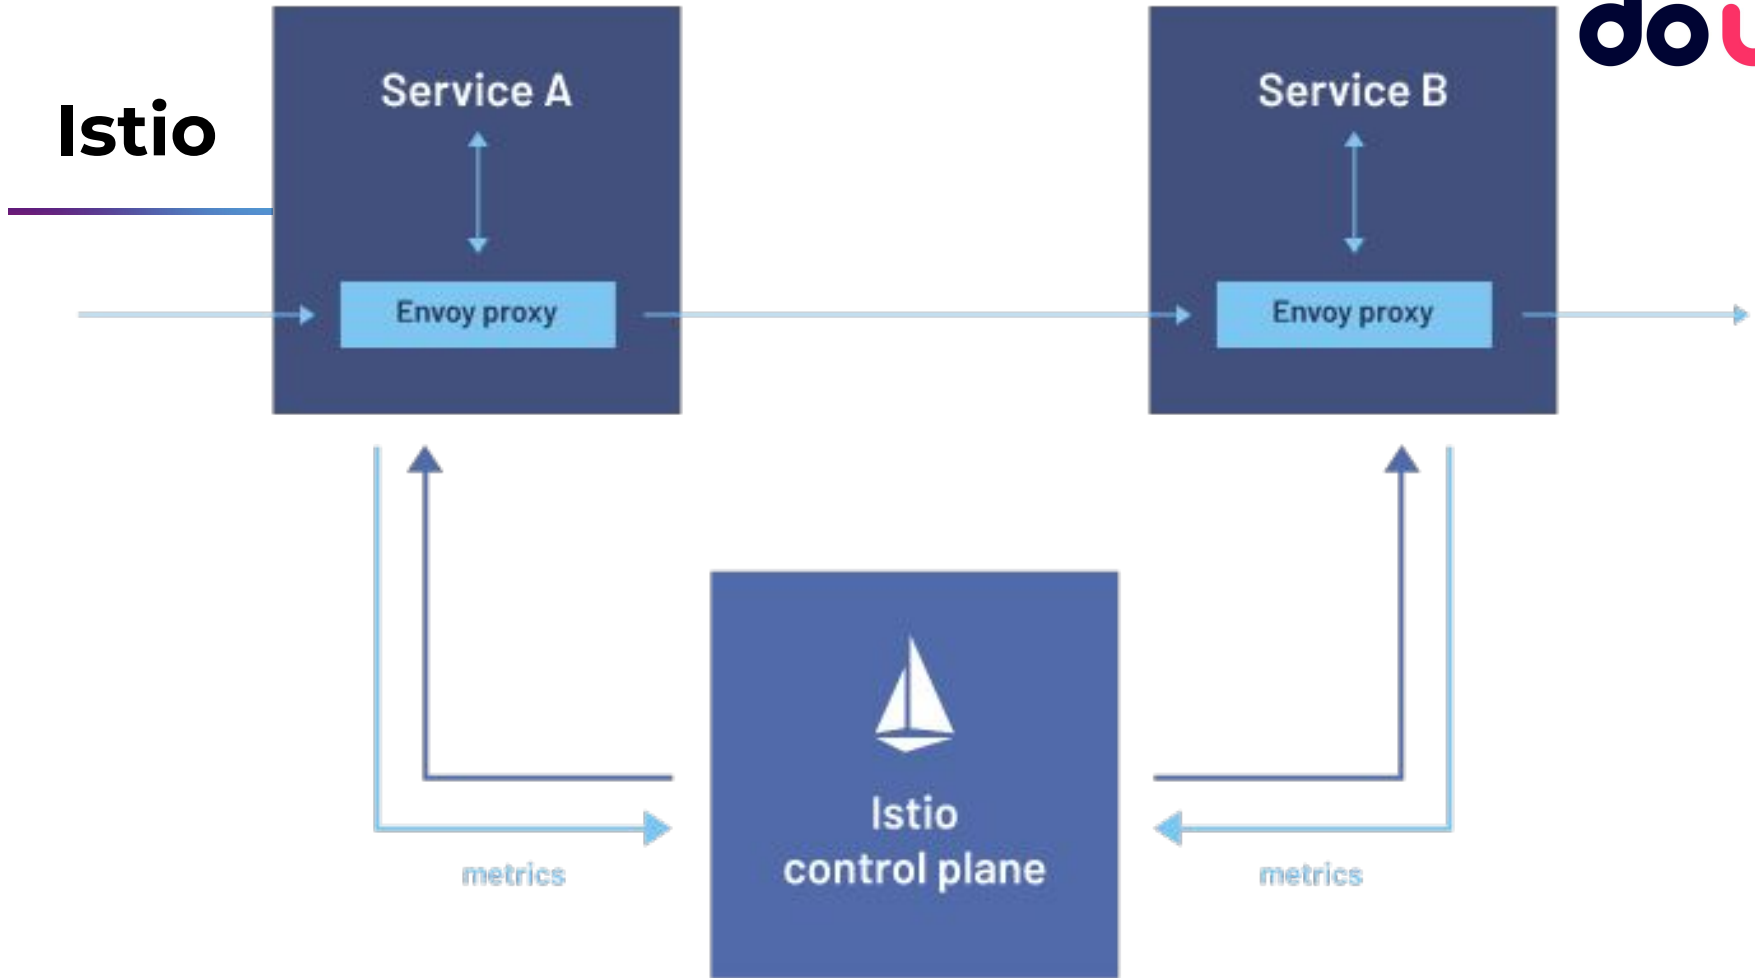 Istio
Service A
Service B
Envoy proxy
Envoy proxy
Istio
control plane
metrics
metrics